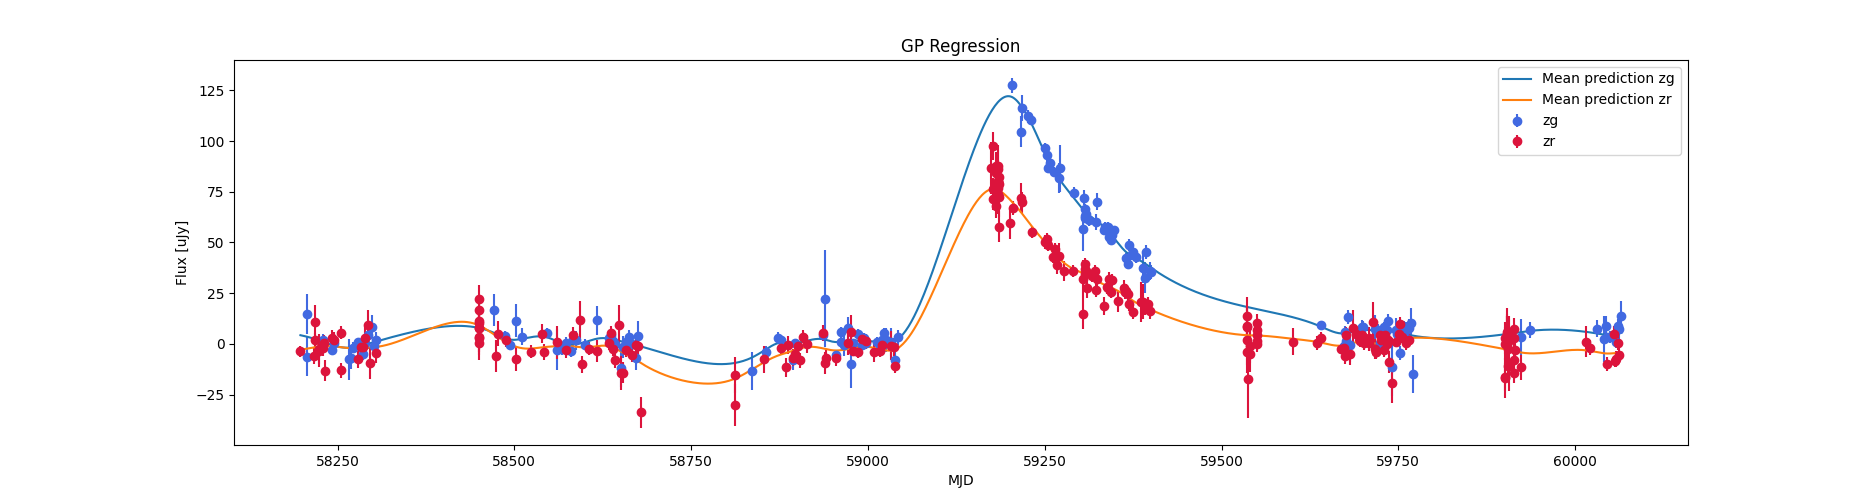 GP Regression
Flux [uJy]
125
100
75
50
25
0
−25
58250
58500
58750
59000
59250
59500
59750
60000
MJD
Mean prediction zg
Mean prediction zr
zg
zr